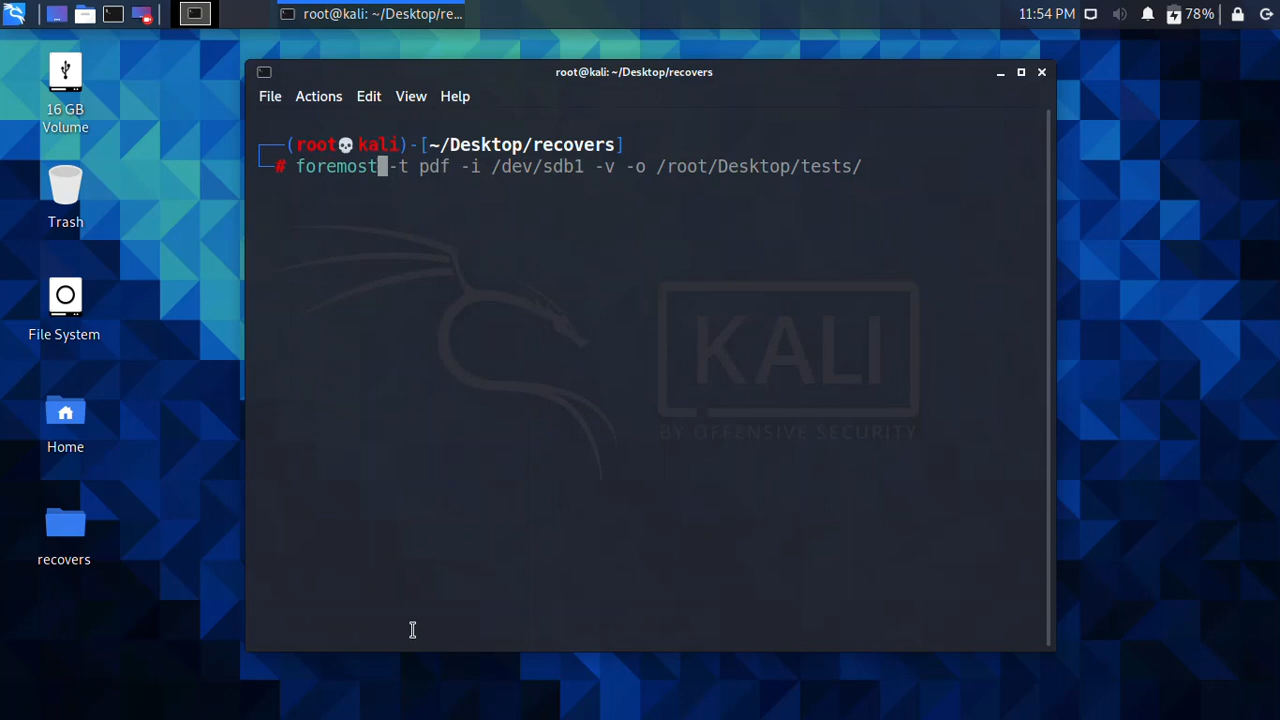 root@kali: ~/Desktop/re...
11:54 PM
78%
16 GB
Volume
Trash
File System
Home
recovers
root@kali: ~/Desktop/recovers
File Actions Edit View Help
┌──(root💀kali)-[~/Desktop/recovers]
└─# foremost -t pdf -i /dev/sdb1 -v -o /root/Desktop/tests/
KALI
BY OFFENSIVE SECURITY